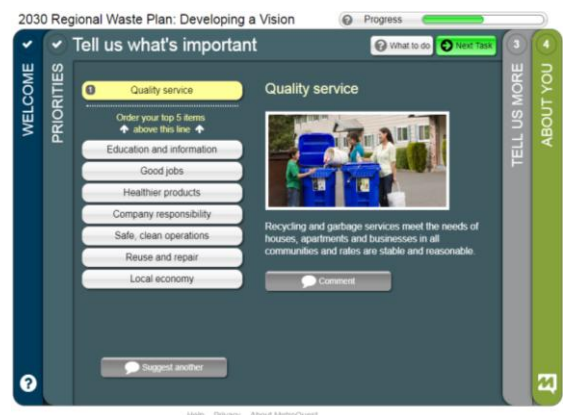 2030 Regional Waste Plan: Developing a Vision
Progress
WELCOME
PRIORITIES
Tell us what's important
What to do
Next Task
1 Quality service
Order your top 5 items
above this line
Education and information
Good jobs
Healthier products
Company responsibility
Safe, clean operations
Reuse and repair
Local economy
Suggest another
Quality service
Recycling and garbage services meet the needs of
houses, apartments and businesses in all
communities and rates are stable and reasonable.
Comment
3
TELL US MORE
4
ABOUT YOU
Help Privacy About MetroQuest